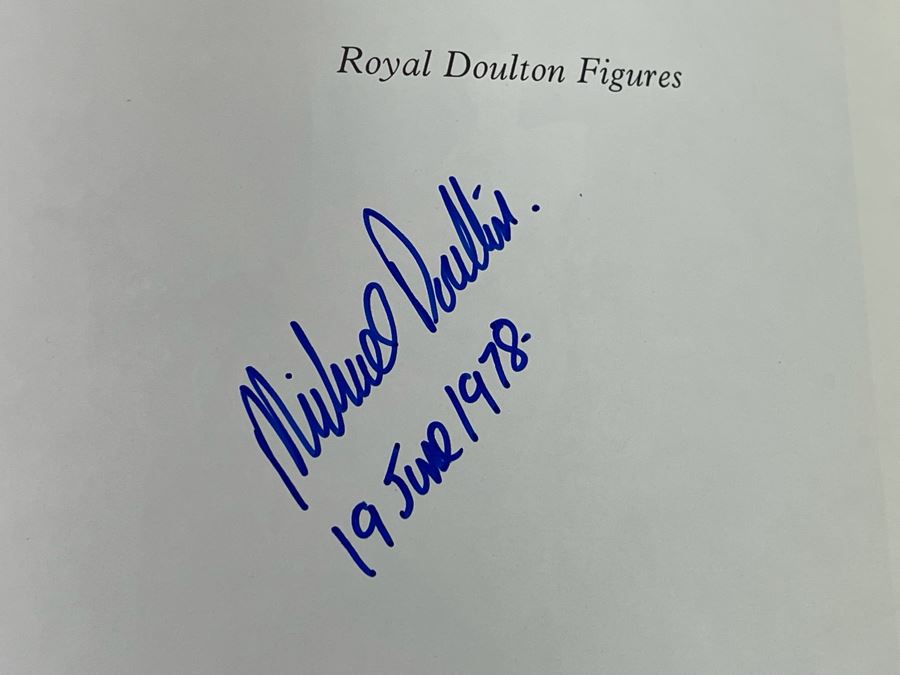 Royal Doulton Figures
Michael Doulton.
19 June 1978.